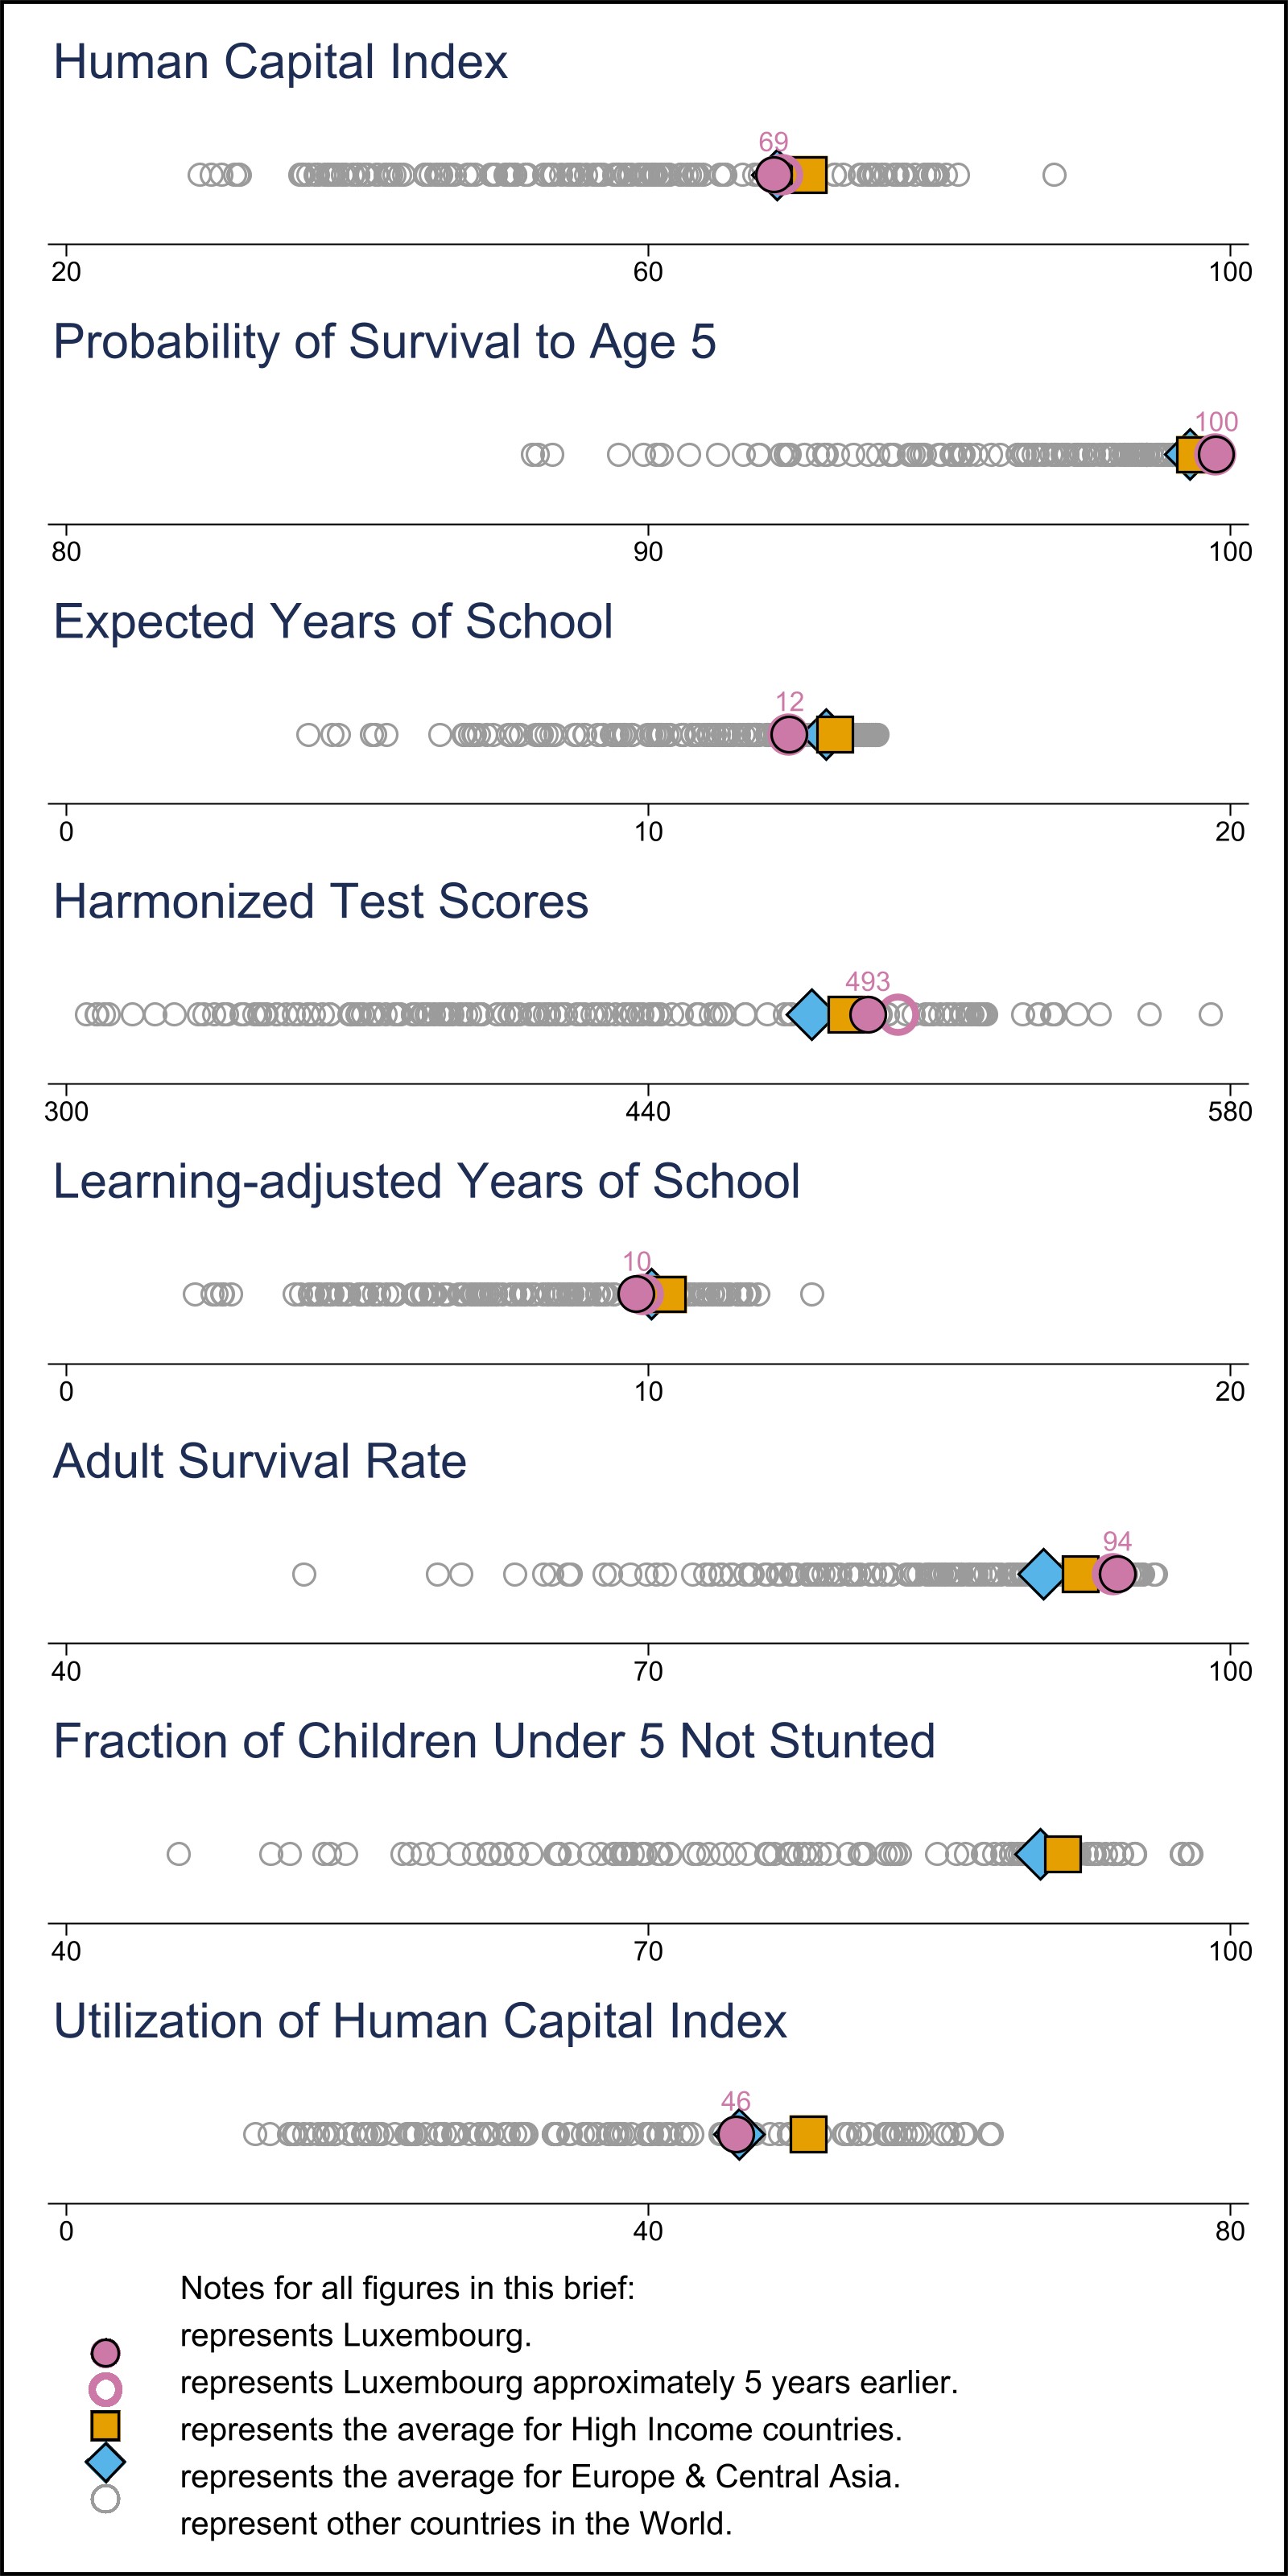 Human Capital Index
69
20 60 100
Probability of Survival to Age 5
100
80 90 100
Expected Years of School
12
0 10 20
Harmonized Test Scores
493
300 440 580
Learning-adjusted Years of School
10
0 10 20
Adult Survival Rate
94
40 70 100
Fraction of Children Under 5 Not Stunted
40 70 100
Utilization of Human Capital Index
46
0 40 80
Notes for all figures in this brief:
represents Luxembourg.
represents Luxembourg approximately 5 years earlier.
represents the average for High Income countries.
represents the average for Europe & Central Asia.
represent other countries in the World.